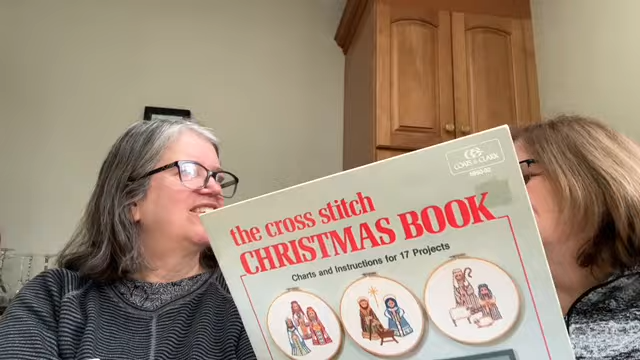 COATS & CLARK
the cross stitch
CHRISTMAS BOOK
Charts and Instructions for 17 Projects